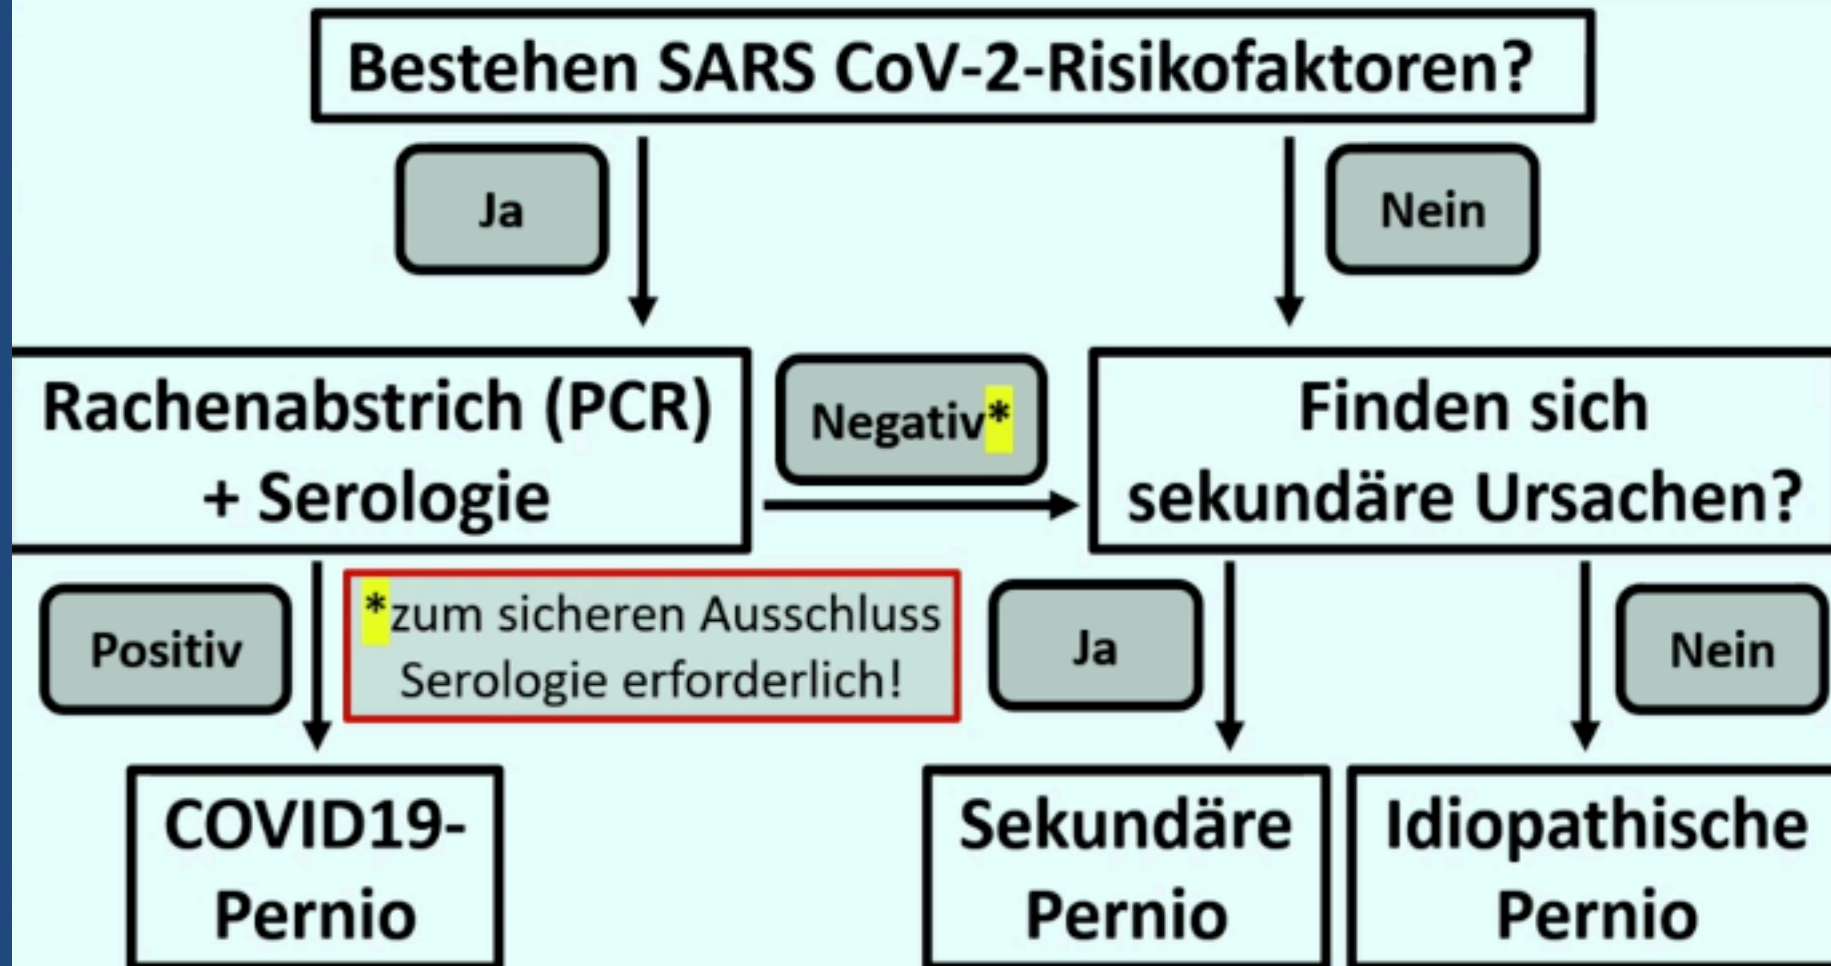 Bestehen SARS CoV-2-Risikofaktoren?
Ja
Nein
Rachenabstrich (PCR)
+ Serologie
Negativ*
Finden sich
sekundäre Ursachen?
Positiv
*zum sicheren Ausschluss
Serologie erforderlich!
Ja
Nein
COVID19-
Pernio
Sekundäre
Pernio
Idiopathische
Pernio